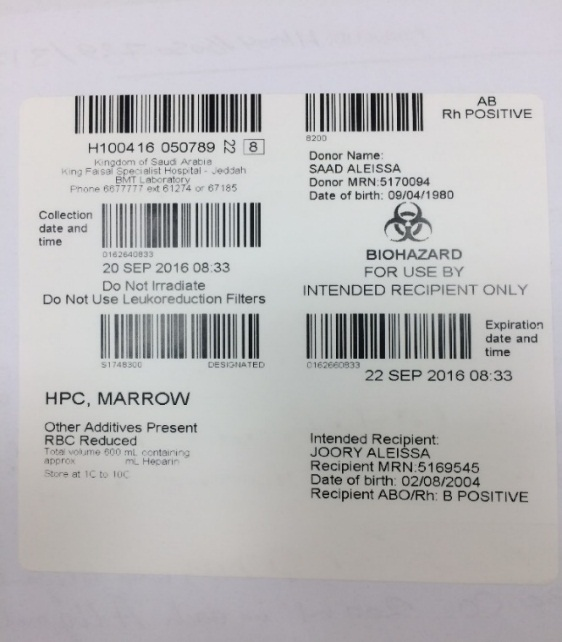 H100416 050789 8
Kingdom of Saudi Arabia
King Faisal Specialist Hospital - Jeddah
BMT Laboratory
Phone 6677777 ext 61274 or 67185
Collection
date and
time
0162640833
20 SEP 2016 08:33
Do Not Irradiate
Do Not Use Leukoreduction Filters
S1748300 DESIGNATED
HPC, MARROW
Other Additives Present
RBC Reduced
Total volume 600 mL containing
approx mL Heparin
Store at 1C to 10C
8200
AB
Rh POSITIVE
Donor Name:
SAAD ALEISSA
Donor MRN:5170094
Date of birth: 09/04/1980
BIOHAZARD
FOR USE BY
INTENDED RECIPIENT ONLY
Expiration
date and
time
0162660833
22 SEP 2016 08:33
Intended Recipient:
JOORY ALEISSA
Recipient MRN:5169545
Date of birth: 02/08/2004
Recipient ABO/Rh: B POSITIVE